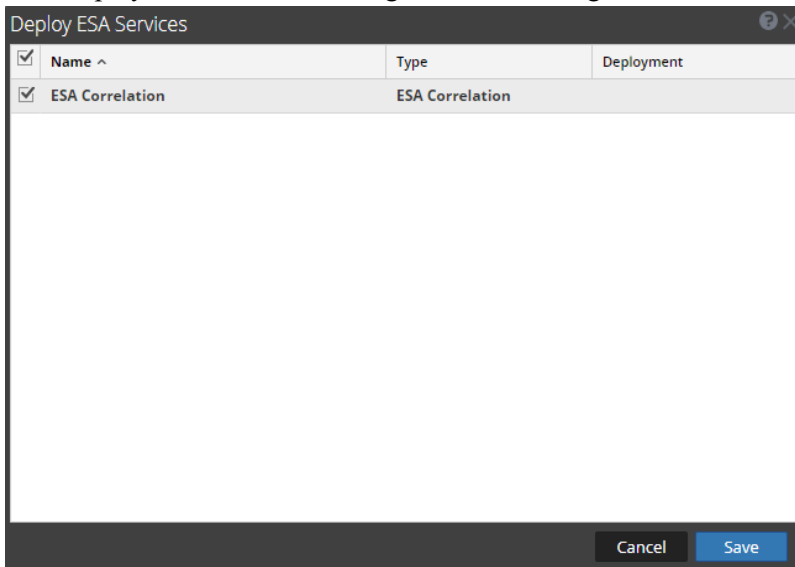 Deploy ESA Services
Name Type Deployment
ESA Correlation ESA Correlation
Cancel Save